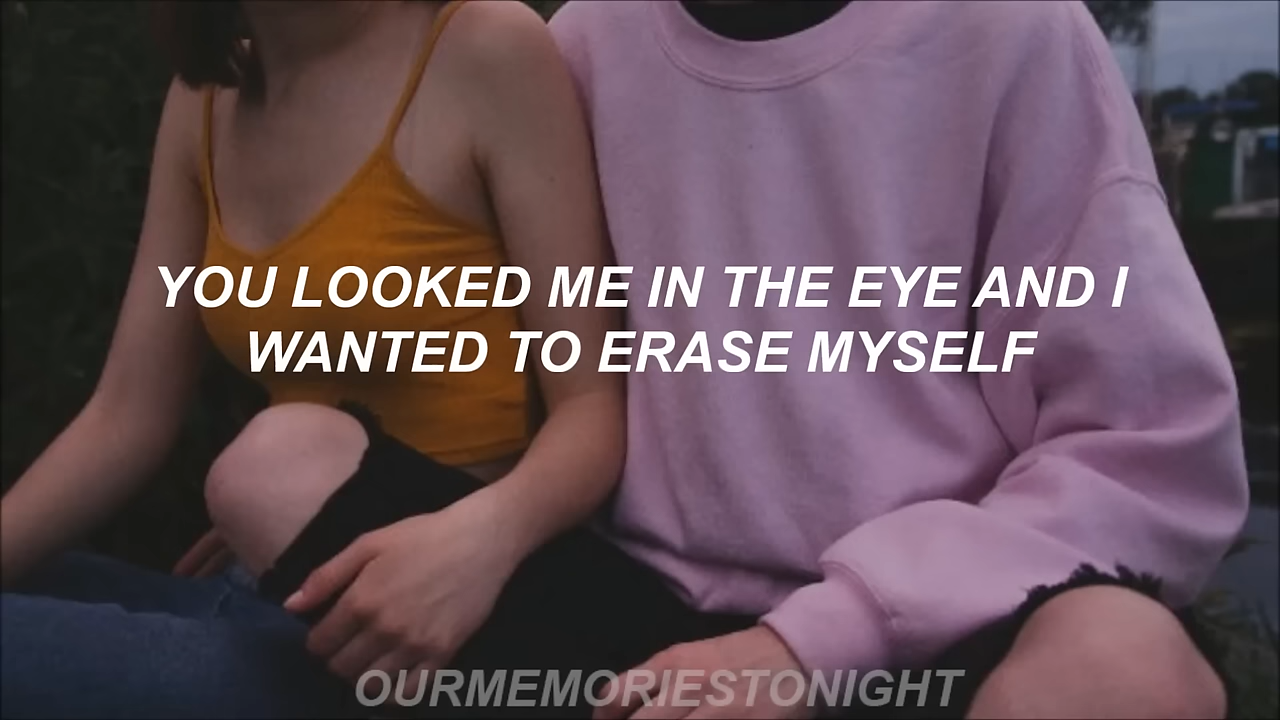 YOU LOOKED ME IN THE EYE AND I
WANTED TO ERASE MYSELF
OURMEMORIESTONIGHT